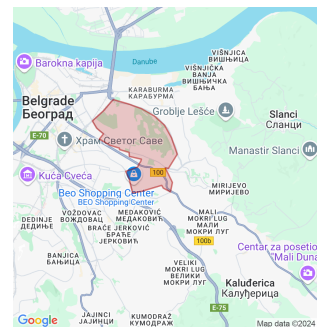 VIŠNJICA
ВИШЊИЦА
Barokna kapija
Danube
VIŠNJIČKA
BANJA
ВИШЊИЧКА
БАЊА
KARABURMA
КАРАБУРМА
Belgrade
Београд
Groblje Lešće
Slanci
Сланци
E-70
Храм Светог Саве
Manastir Slanci
100
Kuća Cveća
Beo Shopping Center
BEO Shopping Center
MIRIJEVO
МИРИЈЕВО
DEDINJE
ДЕДИЊЕ
VOŽDOVAC
ВОЖДОВАЦ
MEDAKOVIĆ
МЕДАКОВИЋ
MALI
MOKRI LUG
МАЛИ
МОКРИ ЛУГ
BRAĆE JERKOVIĆ
БРАЋЕ
ЈЕРКОВИЋ
100b
Centar za posetio
"Mali Duna
BANJICA
БАЊИЦА
VELIKI
MOKRI LUG
ВЕЛИКИ
МОКРИ ЛУГ
Kaluđerica
Калуђерица
E-75
JAJINCI
ЈАЈИНЦИ
KUMODRAŽ
КУМОДРАЖ
Google
Map data ©2024